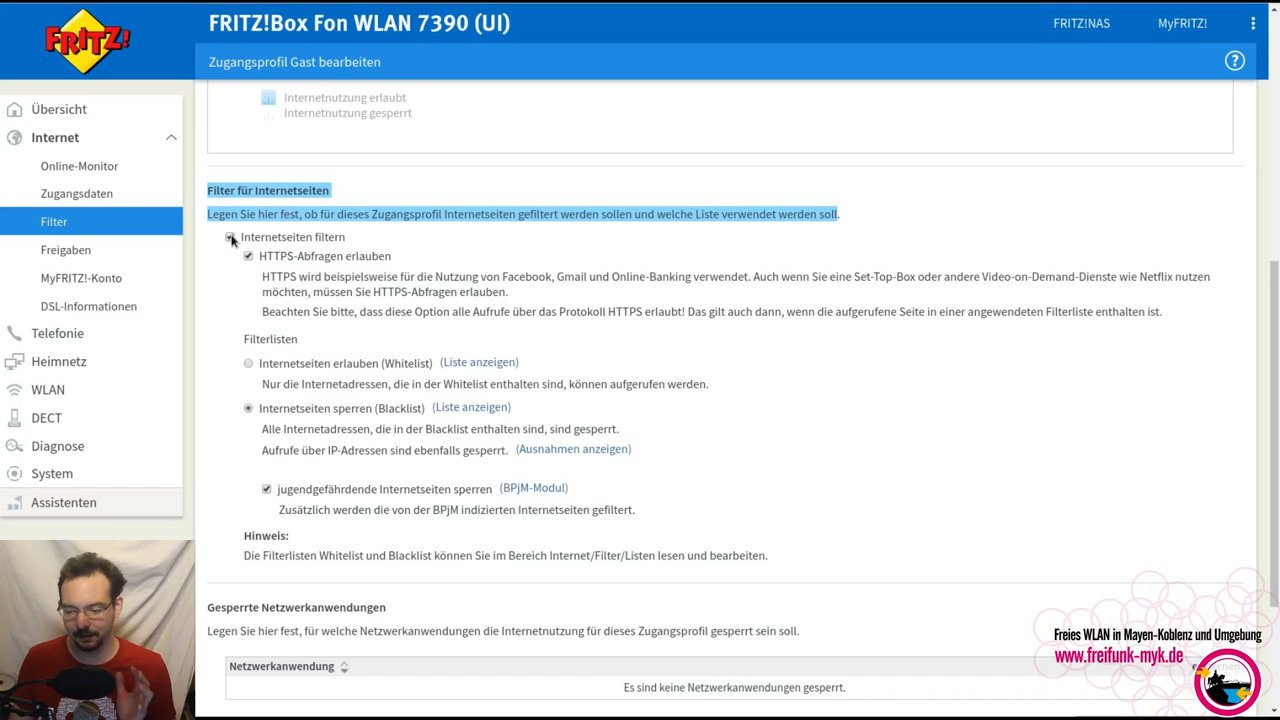 FRITZ!
FRITZ!Box Fon WLAN 7390 (UI)
FRITZ!NAS
MyFRITZ!
Zugangsprofil Gast bearbeiten
?
Übersicht
Internet
Online-Monitor
Zugangsdaten
Filter
Freigaben
MyFRITZ!-Konto
DSL-Informationen
Telefonie
Heimnetz
WLAN
DECT
Diagnose
System
Assistenten
Internetnutzung erlaubt
Internetnutzung gesperrt
Filter für Internetseiten
Legen Sie hier fest, ob für dieses Zugangsprofil Internetseiten gefiltert werden sollen und welche Liste verwendet werden soll.
Internetseiten filtern
HTTPS-Abfragen erlauben
HTTPS wird beispielsweise für die Nutzung von Facebook, Gmail und Online-Banking verwendet. Auch wenn Sie eine Set-Top-Box oder andere Video-on-Demand-Dienste wie Netflix nutzen
möchten, müssen Sie HTTPS-Abfragen erlauben.
Beachten Sie bitte, dass diese Option alle Aufrufe über das Protokoll HTTPS erlaubt! Das gilt auch dann, wenn die aufgerufene Seite in einer angewendeten Filterliste enthalten ist.
Filterlisten
Internetseiten erlauben (Whitelist) (Liste anzeigen)
Nur die Internetadressen, die in der Whitelist enthalten sind, können aufgerufen werden.
Internetseiten sperren (Blacklist) (Liste anzeigen)
Alle Internetadressen, die in der Blacklist enthalten sind, sind gesperrt.
Aufrufe über IP-Adressen sind ebenfalls gesperrt. (Ausnahmen anzeigen)
jugendgefährdende Internetseiten sperren (BPjM-Modul)
Zusätzlich werden die von der BPjM indizierten Internetseiten gefiltert.
Hinweis:
Die Filterlisten Whitelist und Blacklist können Sie im Bereich Internet/Filter/Listen lesen und bearbeiten.
Gesperrte Netzwerkanwendungen
Legen Sie hier fest, für welche Netzwerkanwendungen die Internetnutzung für dieses Zugangsprofil gesperrt sein soll.
Netzwerkanwendung
Es sind keine Netzwerkanwendungen gesperrt.
Freies WLAN in Mayen-Koblenz und Umgebung
www.freifunk-myk.de